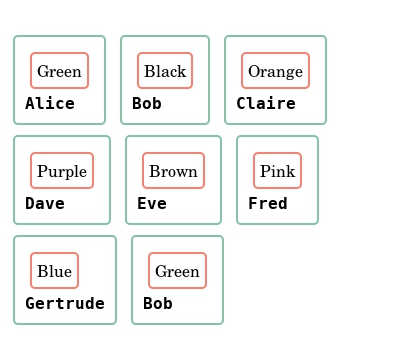 Green Black Orange
Alice Bob Claire
Purple Brown Pink
Dave Eve Fred
Blue Green
Gertrude Bob